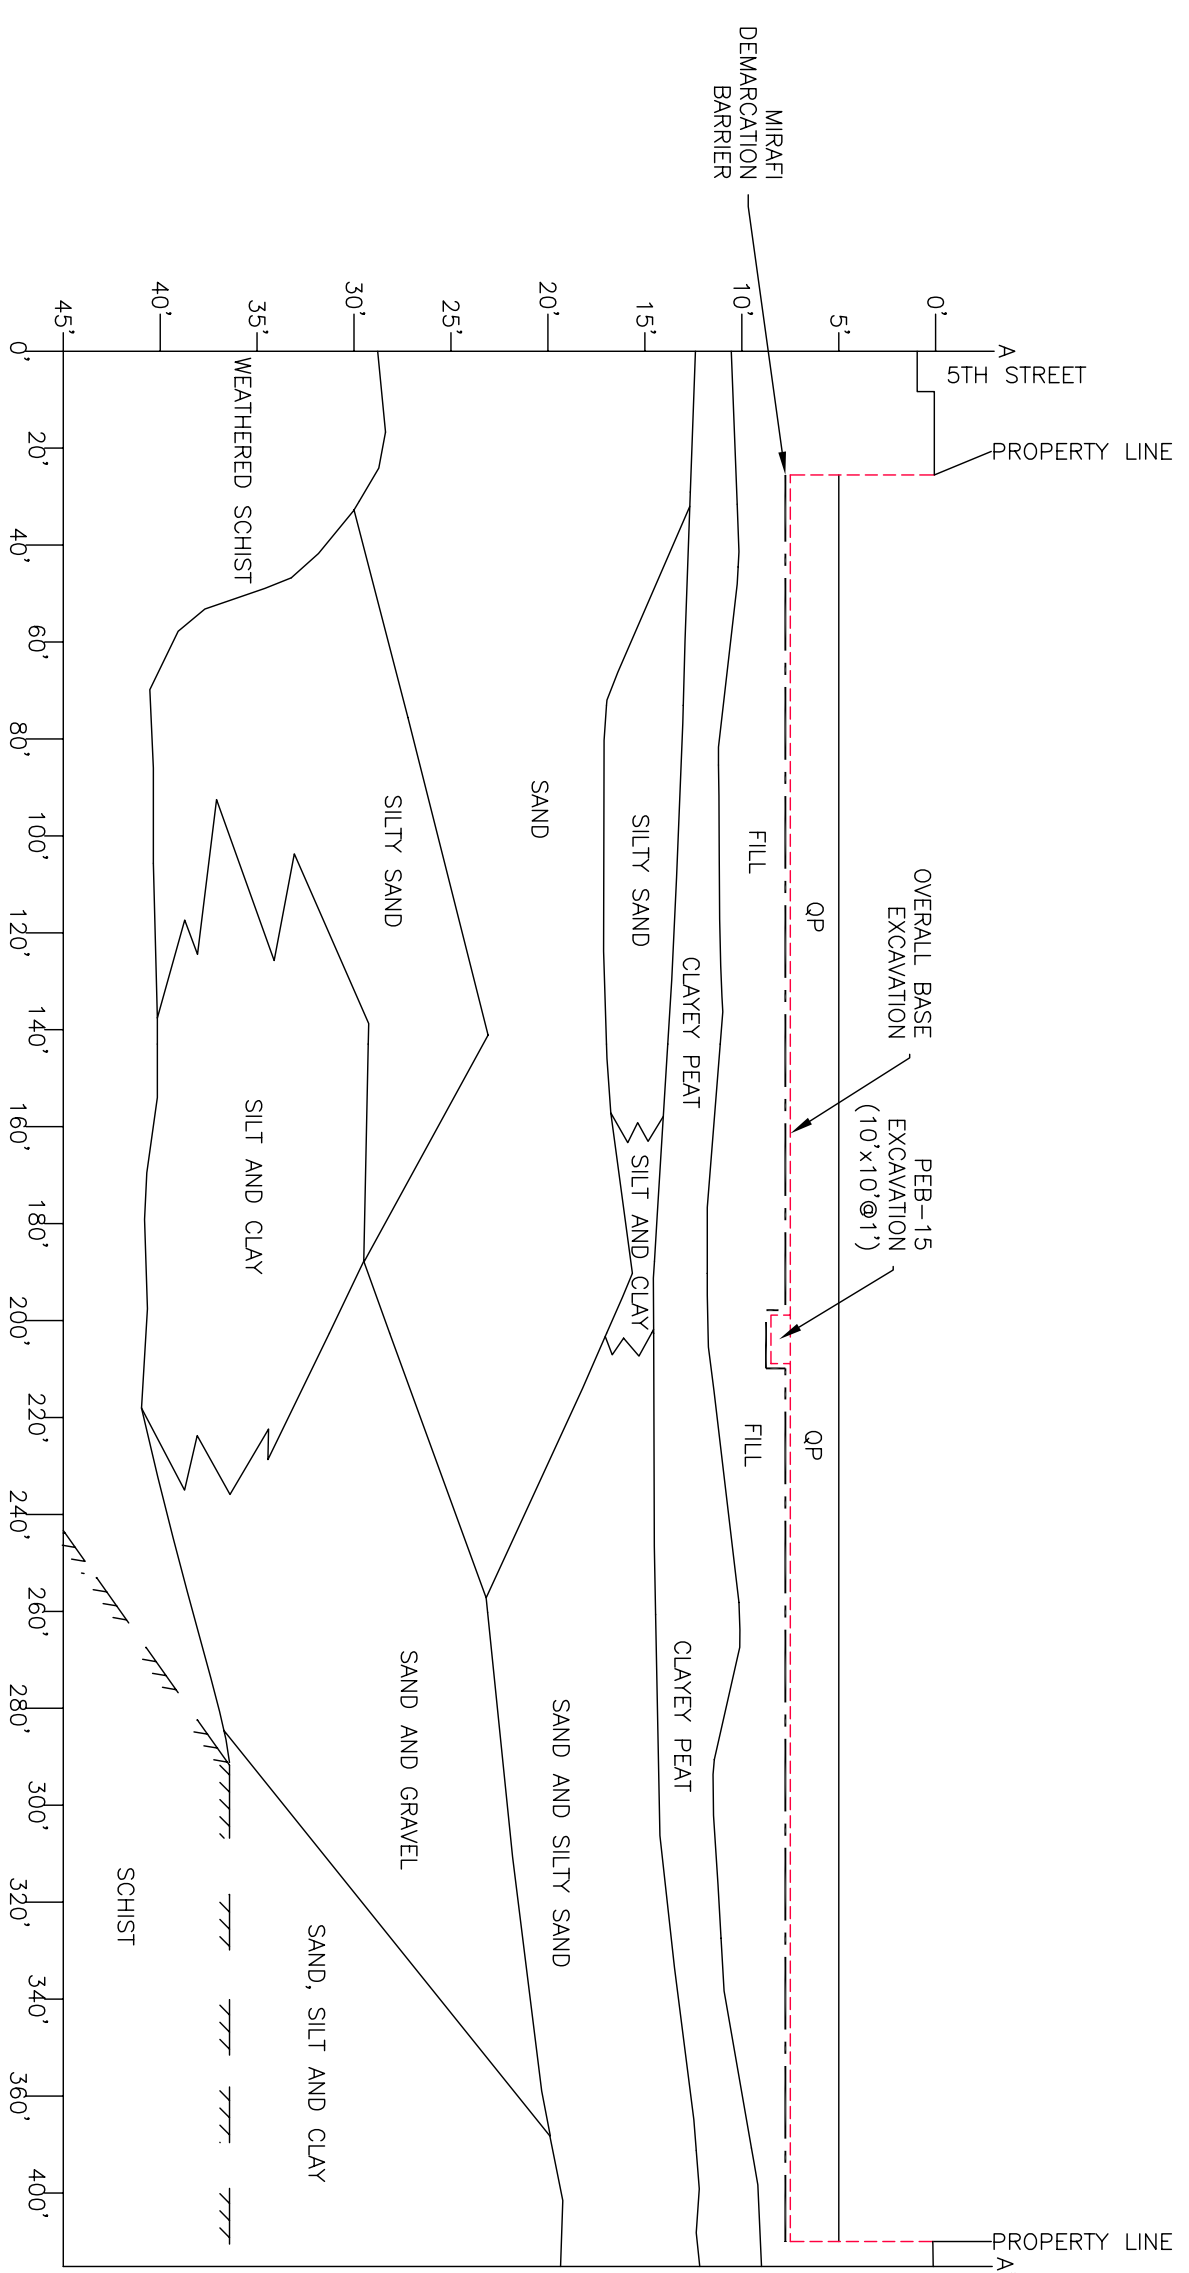 A
5TH STREET
PROPERTY LINE
PROPERTY LINE
A
MIRAFI
DEMARCATION
BARRIER
OVERALL BASE
EXCAVATION
PEB-15
EXCAVATION
(10'x10'@1')
QP
QP
FILL
FILL
CLAYEY PEAT
CLAYEY PEAT
SILTY SAND
SILT AND CLAY
SAND
SAND AND SILTY SAND
SILTY SAND
SAND AND GRAVEL
WEATHERED SCHIST
SILT AND CLAY
SAND, SILT AND CLAY
SCHIST
0'
5'
10'
15'
20'
25'
30'
35'
40'
45'
0'
20'
40'
60'
80'
100'
120'
140'
160'
180'
200'
220'
240'
260'
280'
300'
320'
340'
360'
400'